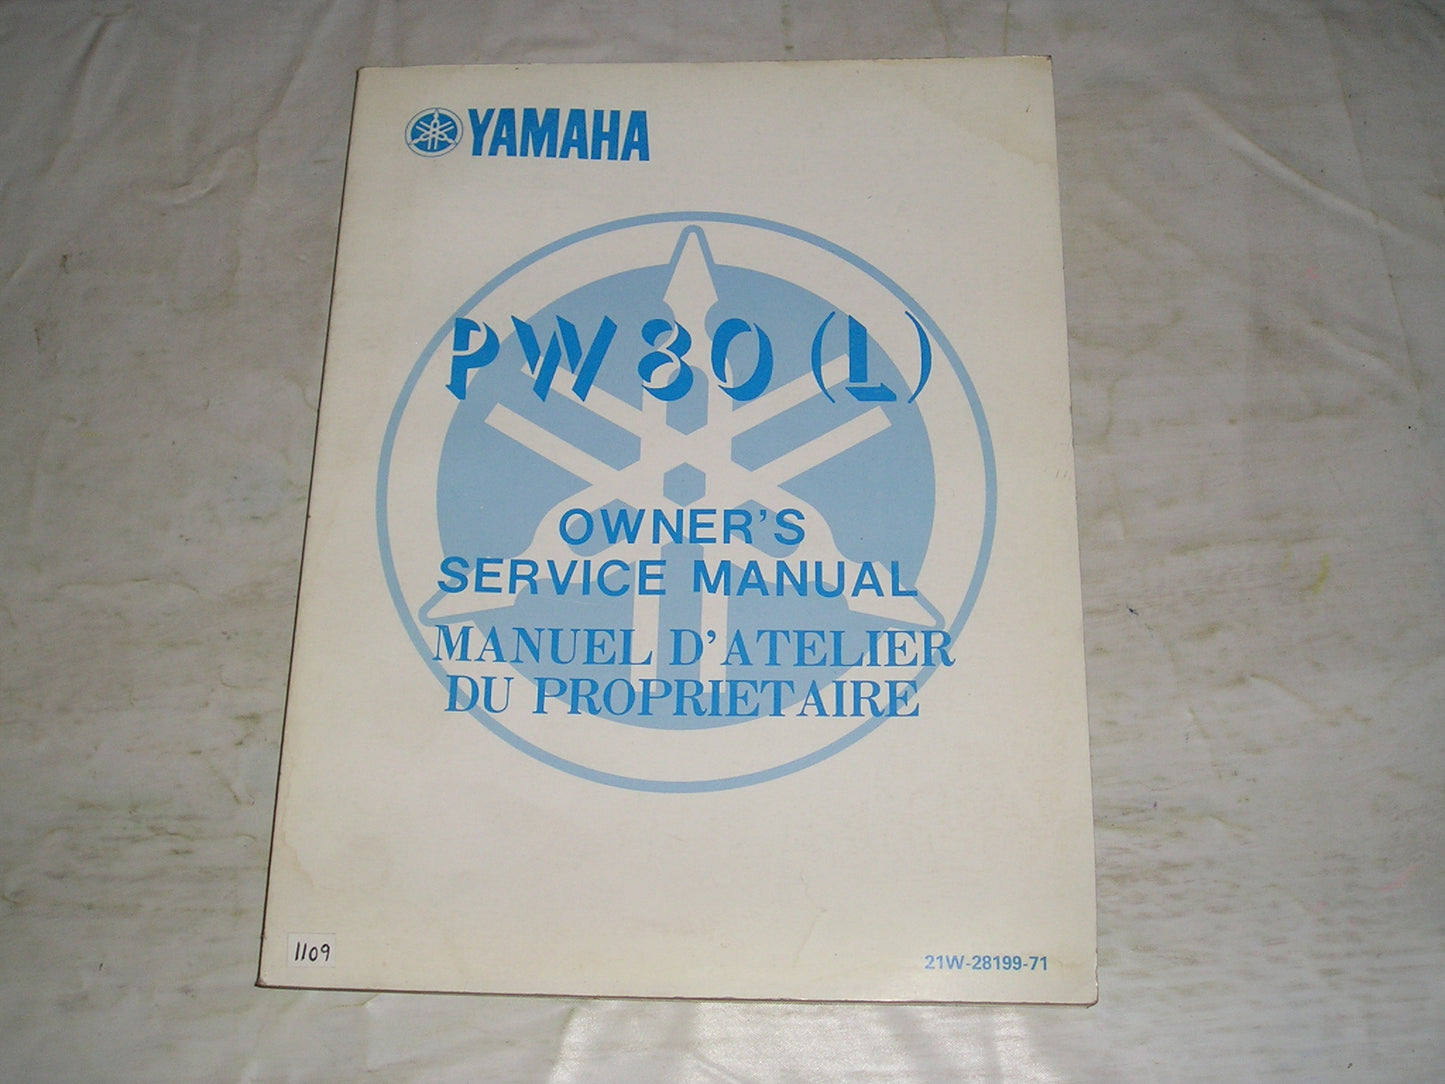 YAMAHA
PW80 (L)
OWNER'S
SERVICE MANUAL
MANUEL D'ATELIER
DU PROPRIETAIRE
1109
21W-28199-71